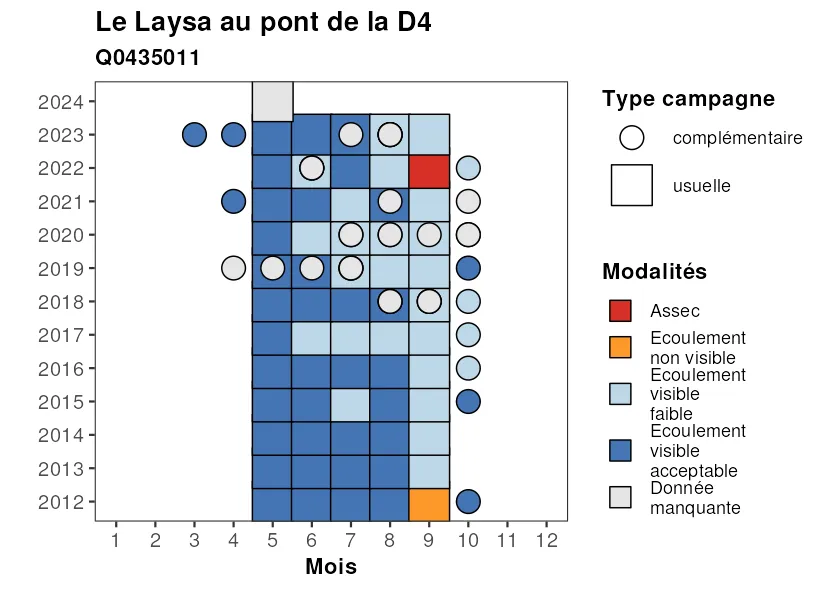 Le Laysa au pont de la D4
Q0435011
2024
2023
2022
2021
2020
2019
2018
2017
2016
2015
2014
2013
2012
1 2 3 4 5 6 7 8 9 10 11 12
Mois
Type campagne
complémentaire
usuelle
Modalités
Assec
Ecoulement
non visible
Ecoulement
visible
faible
Ecoulement
visible
acceptable
Donnée
manquante